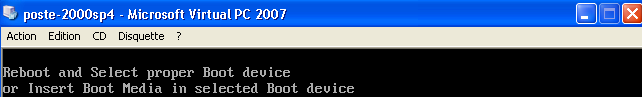 poste-2000sp4 - Microsoft Virtual PC 2007
Action Edition CD Disquette ?
Reboot and Select proper Boot device
or Insert Boot Media in selected Boot device